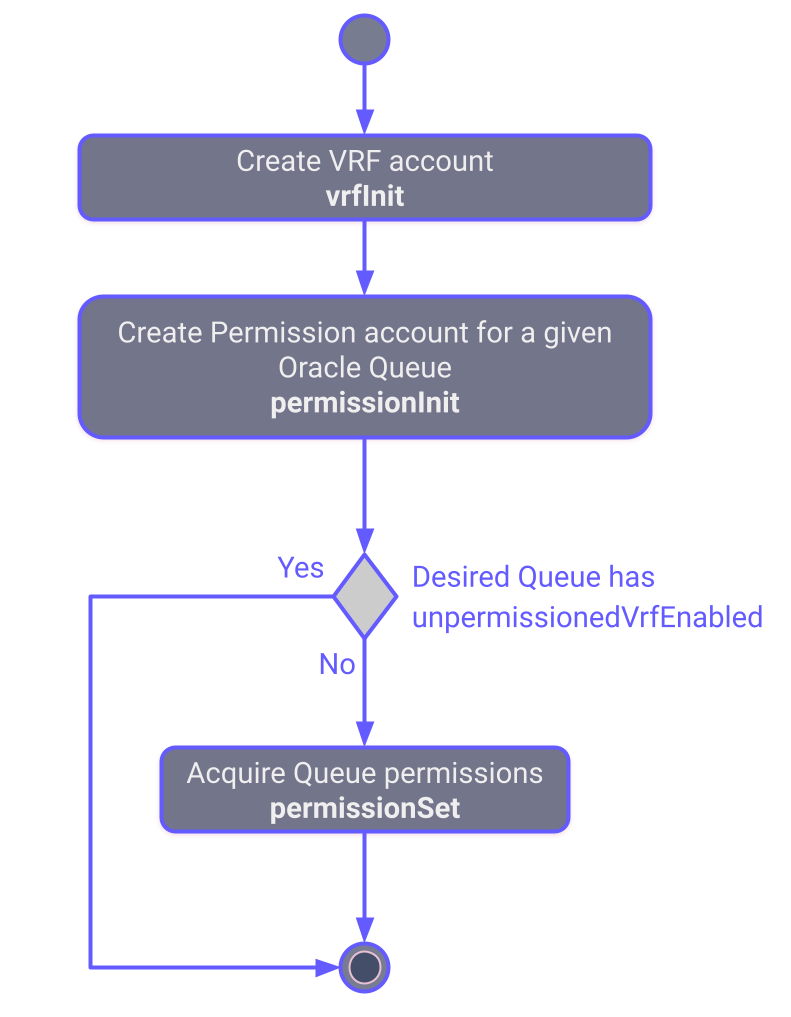 Create VRF account
vrfInit
Create Permission account for a given
Oracle Queue
permissionInit
Yes
Desired Queue has
unpermissionedVrfEnabled
No
Acquire Queue permissions
permissionSet